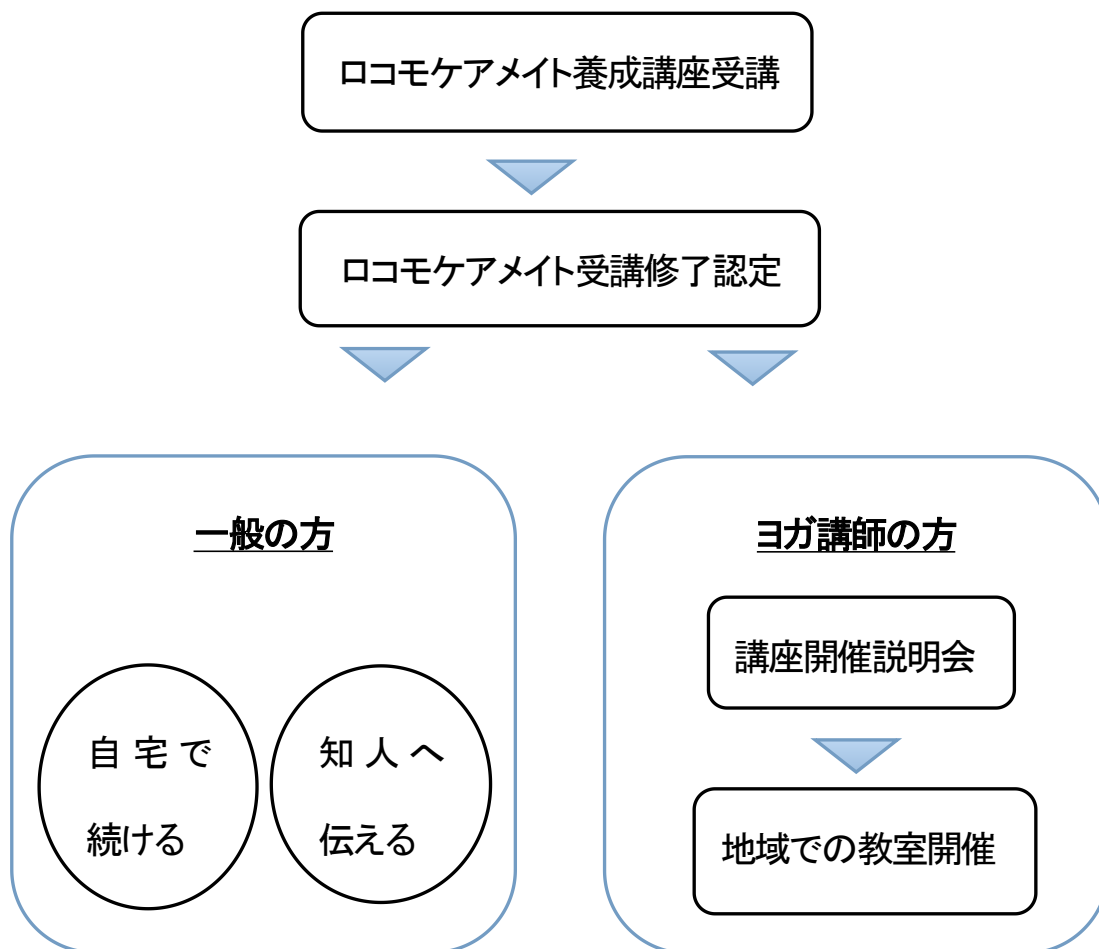 ロコモケアメイト養成講座受講
ロコモケアメイト受講修了認定
一般の方
自宅で
続ける
知人へ
伝える
ヨガ講師の方
講座開催説明会
地域での教室開催